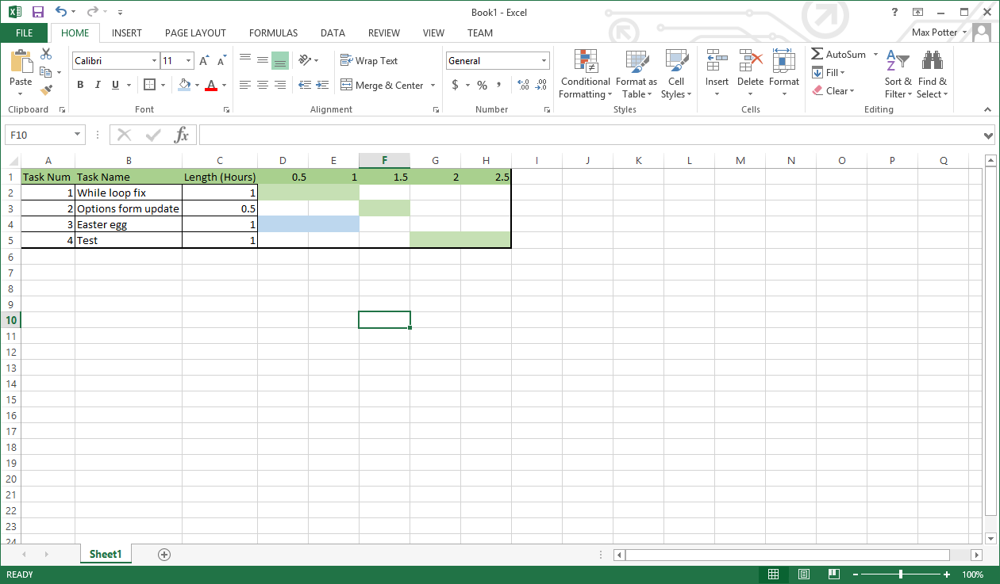 Book1 - Excel
?
FILE HOME INSERT PAGE LAYOUT FORMULAS DATA REVIEW VIEW TEAM Max Potter
Paste Calibri 11 A A Wrap Text General Conditional Formatting Format as Table Cell Styles Insert Delete Format AutoSum Sort & Filter Find & Select
B I U A Merge & Center $ % , .0 .00 Fill
Clear
Clipboard Font Alignment Number Styles Cells Editing
F10 fx
A B C D E F G H I J K L M N O P Q
1 Task Num Task Name Length (Hours) 0.5 1 1.5 2 2.5
2 1 While loop fix 1
3 2 Options form update 0.5
4 3 Easter egg 1
5 4 Test 1
6
7
8
9
10
11
12
13
14
15
16
17
18
19
20
21
22
23
24
Sheet1
READY 100%